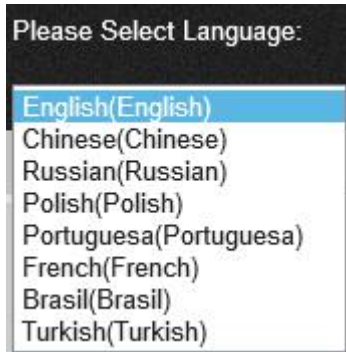 Please Select Language:
English(English)
Chinese(Chinese)
Russian(Russian)
Polish(Polish)
Portuguesa(Portuguesa)
French(French)
Brasil(Brasil)
Turkish(Turkish)